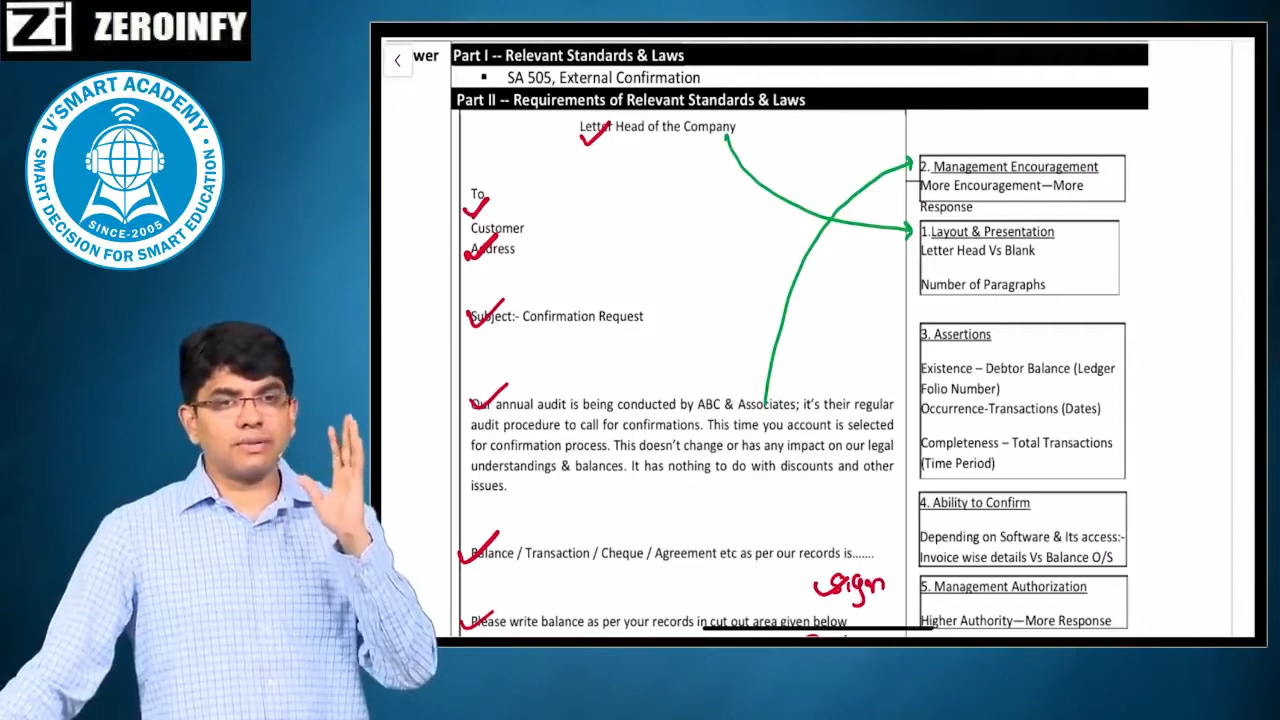 Zi ZEROINFY
V'SMART ACADEMY
SINCE-2005
SMART DECISION FOR SMART EDUCATION
wer
Part I -- Relevant Standards & Laws
▪ SA 505, External Confirmation
Part II -- Requirements of Relevant Standards & Laws
Letter Head of the Company
To
Customer
Address
Subject:- Confirmation Request
Our annual audit is being conducted by ABC & Associates; it's their regular
audit procedure to call for confirmations. This time you account is selected
for confirmation process. This doesn't change or has any impact on our legal
understandings & balances. It has nothing to do with discounts and other
issues.
Balance / Transaction / Cheque / Agreement etc as per our records is.......
Sign
Please write balance as per your records in cut out area given below
2. Management Encouragement
More Encouragement—More
Response
1.Layout & Presentation
Letter Head Vs Blank
Number of Paragraphs
3. Assertions
Existence – Debtor Balance (Ledger
Folio Number)
Occurrence-Transactions (Dates)
Completeness – Total Transactions
(Time Period)
4. Ability to Confirm
Depending on Software & Its access:-
Invoice wise details Vs Balance O/S
5. Management Authorization
Higher Authority—More Response